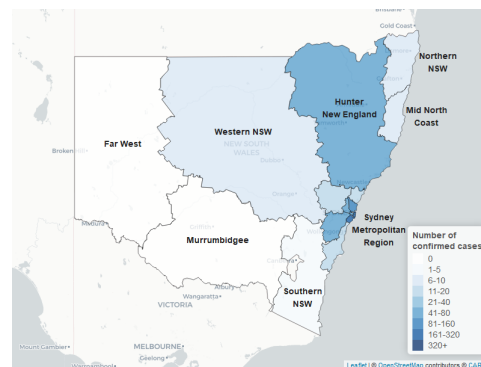 Gold Coast
Northern
NSW
Hunter
New England
Mid North
Coast
Western NSW
NEW SOUTH
WALES
Far West
Broken
Dubbo
Orange
Sydney
Metropolitan
Region
Murrumbidgee
Griffith
Mildura
Albury
Wangaratta
Southern
NSW
VICTORIA
Mount Gambier
MELBOURNE
Geelong
Warrnambool
Number of
confirmed cases
0
1-5
6-10
11-20
21-40
41-80
81-160
161-320
320+
Leaflet | © OpenStreetMap contributors © CAR